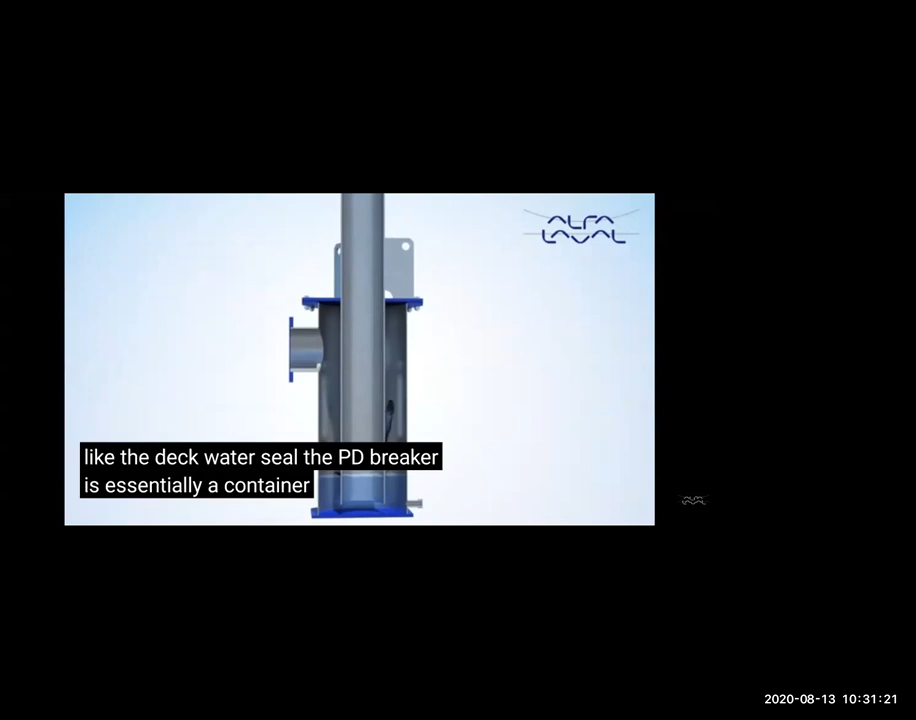 ALFA
LAVAL
like the deck water seal the PD breaker
is essentially a container
2020-08-13 10:31:21